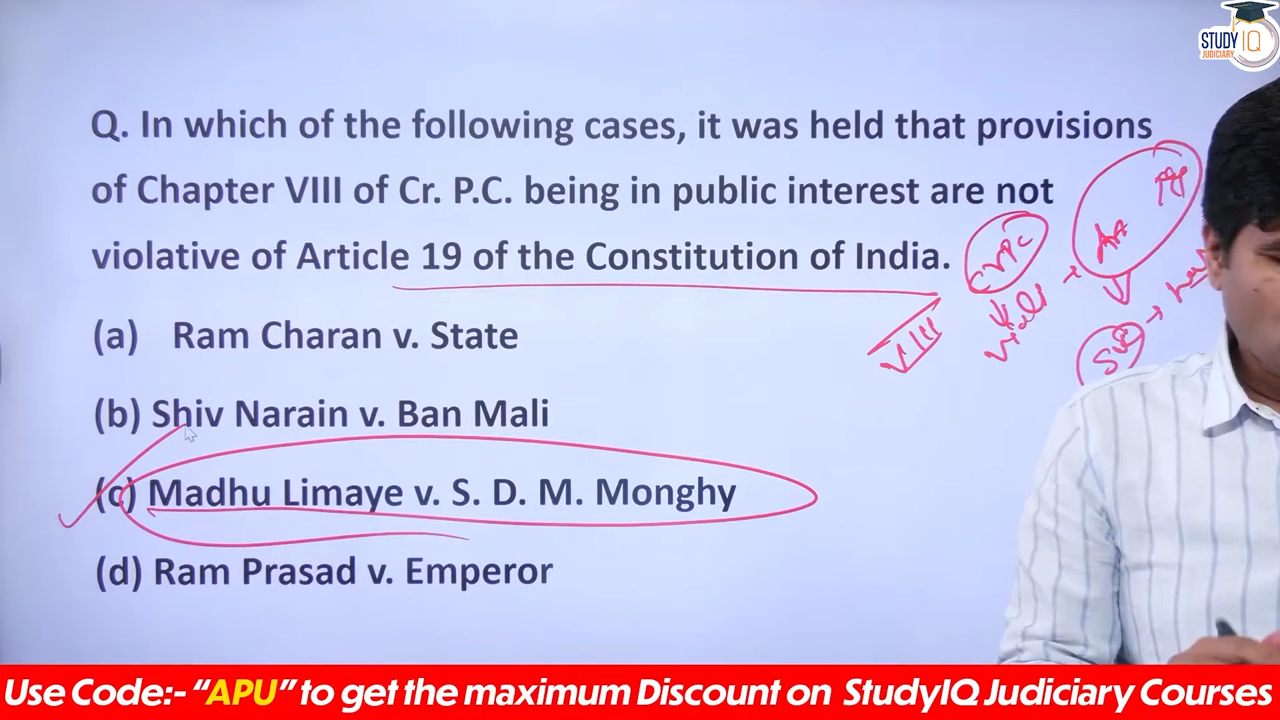 STUDY IQ
JUDICIARY
Q. In which of the following cases, it was held that provisions
of Chapter VIII of Cr. P.C. being in public interest are not
violative of Article 19 of the Constitution of India.
CrPC
VIII
(a) Ram Charan v. State
(b) Shiv Narain v. Ban Mali
(c) Madhu Limaye v. S. D. M. Monghy
(d) Ram Prasad v. Emperor
Use Code:- “APU” to get the maximum Discount on StudyIQ Judiciary Courses